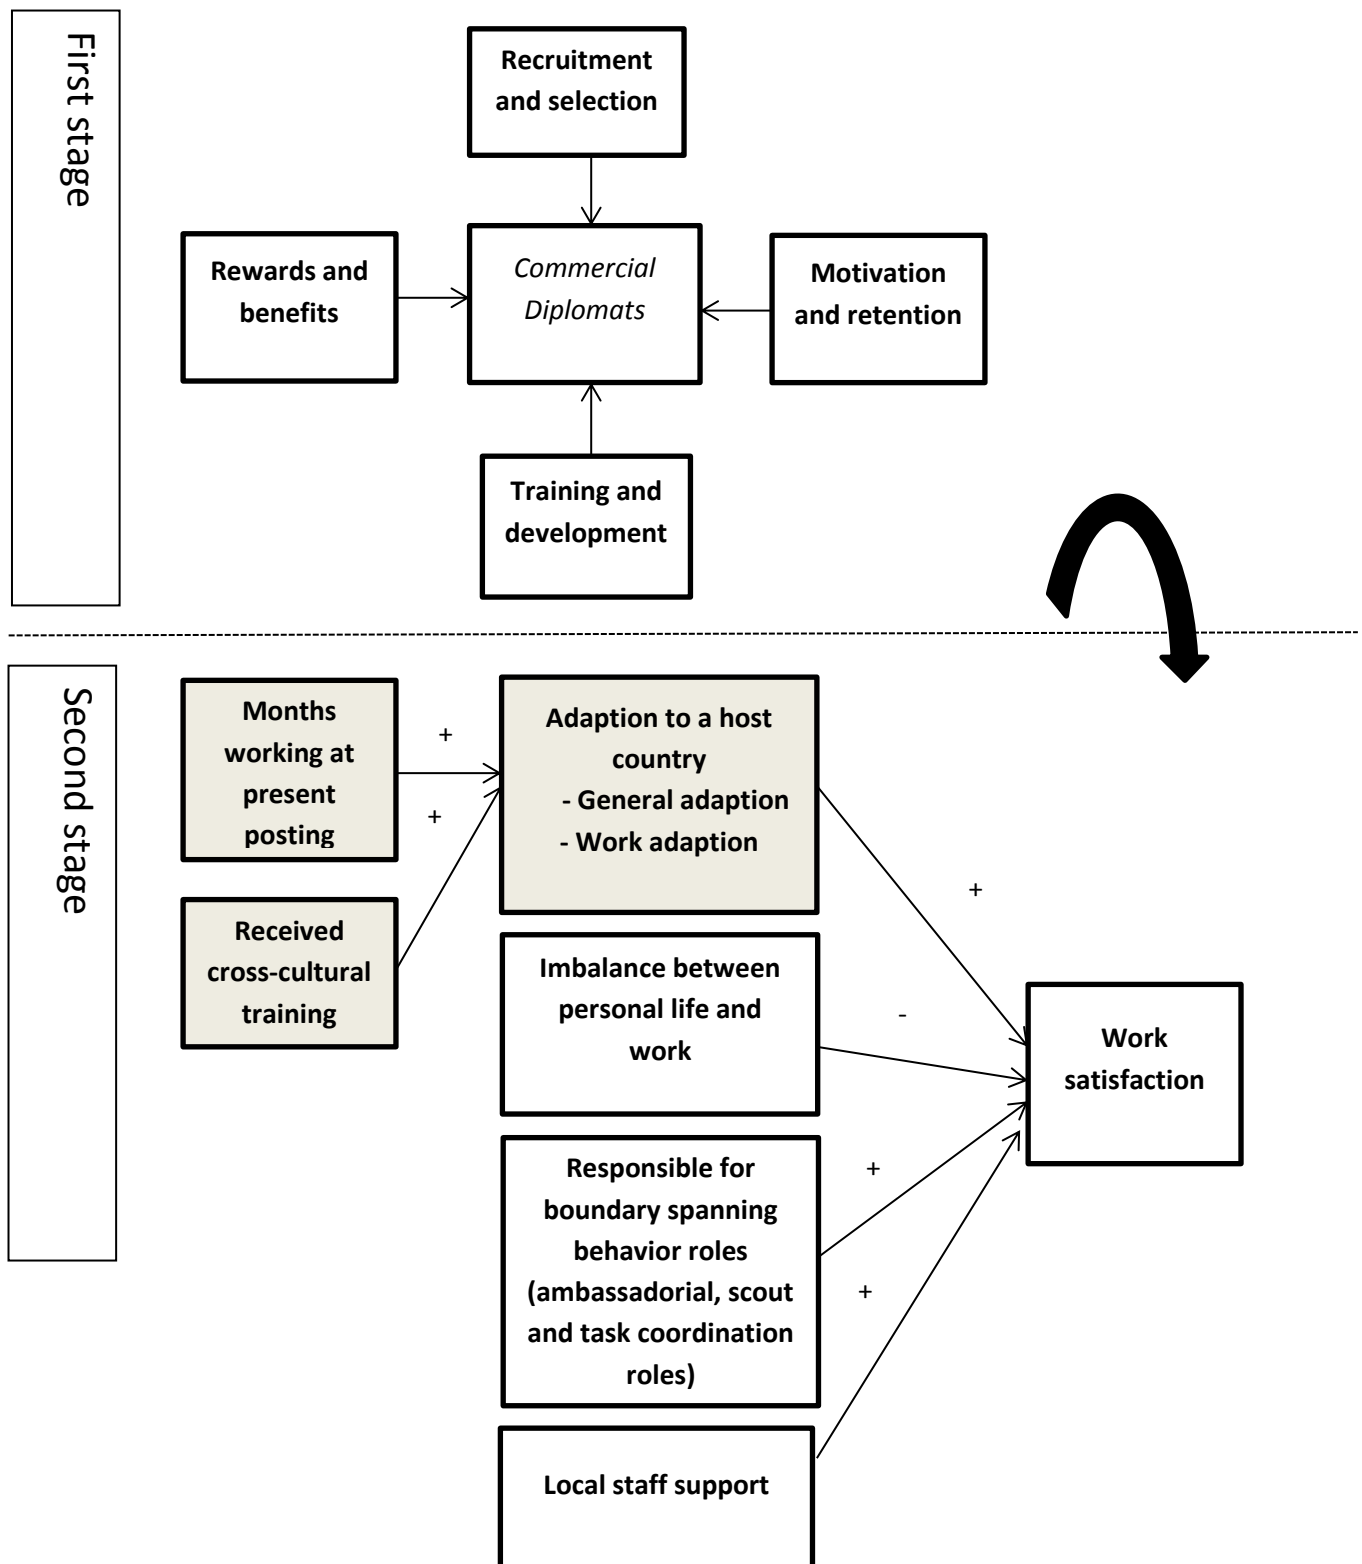 First stage
Recruitment
and selection
Rewards and
benefits
Commercial
Diplomats
Motivation
and retention
Training and
development
Second stage
Months
working at
present
posting
+
+
Received
cross-cultural
training
Adaption to a host
country
- General adaption
- Work adaption
+
Imbalance between
personal life and
work
-
Work
satisfaction
Responsible for
boundary spanning
behavior roles
(ambassadorial, scout
and task coordination
roles)
+
+
Local staff support